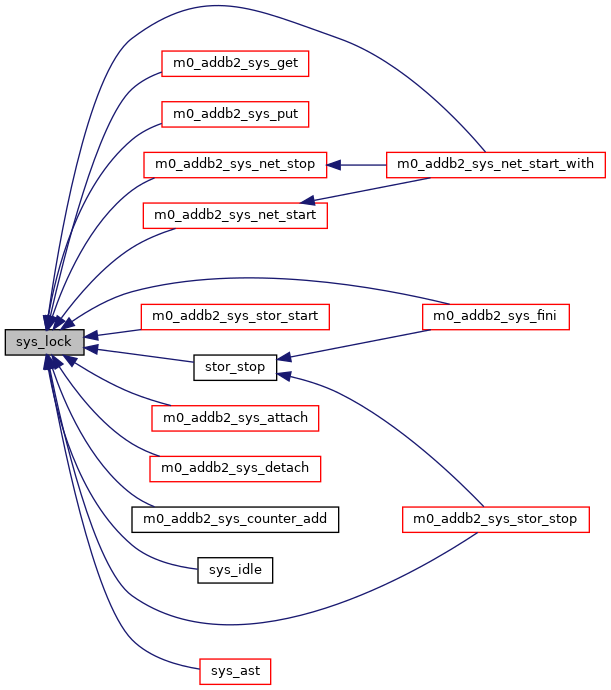 m0_addb2_sys_get
m0_addb2_sys_put
m0_addb2_sys_net_stop
m0_addb2_sys_net_start_with
m0_addb2_sys_net_start
m0_addb2_sys_stor_start
m0_addb2_sys_fini
sys_lock
stor_stop
m0_addb2_sys_attach
m0_addb2_sys_detach
m0_addb2_sys_counter_add
m0_addb2_sys_stor_stop
sys_idle
sys_ast